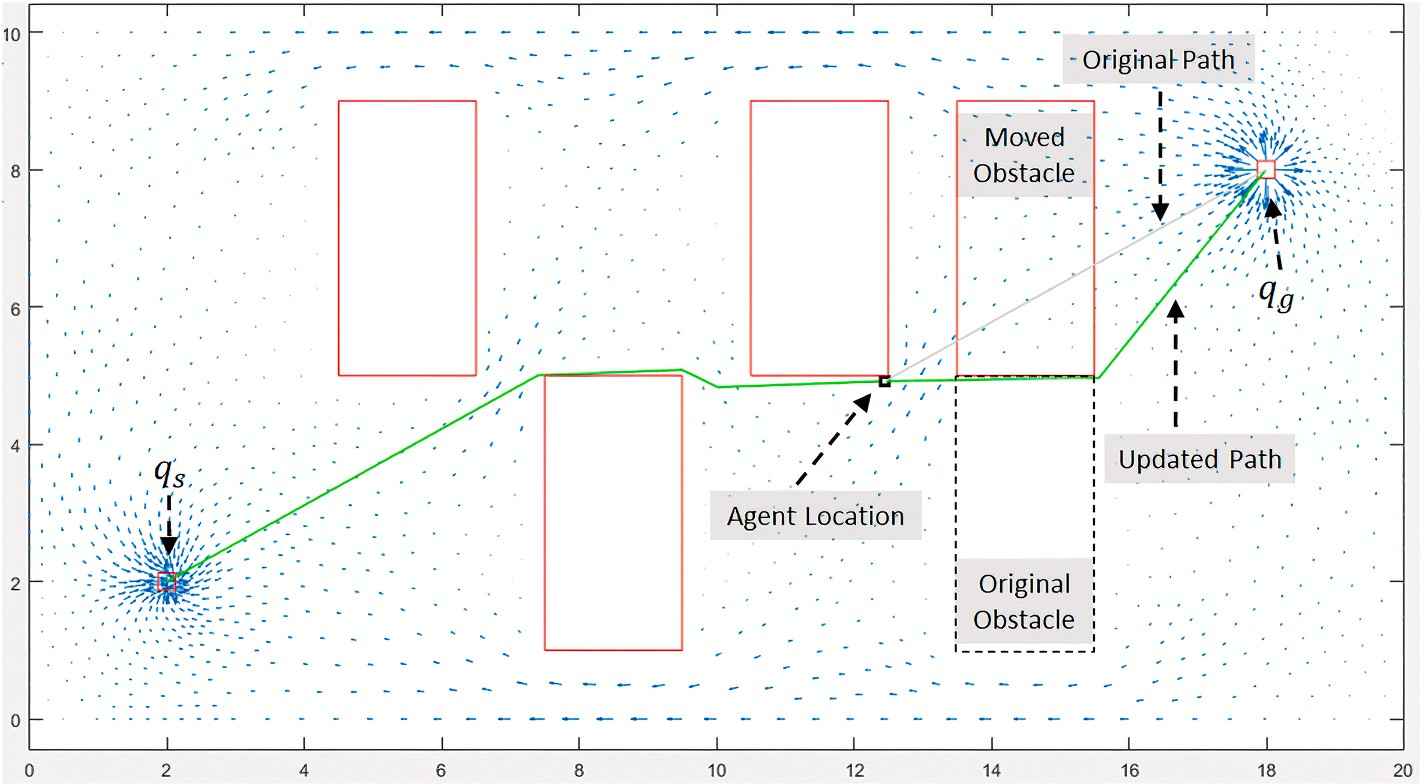 10
Original Path
Moved
Obstacle
8
q_g
6
4
q_s
Updated Path
Agent Location
2
Original
Obstacle
0
0 2 4 6 8 10 12 14 16 18 20